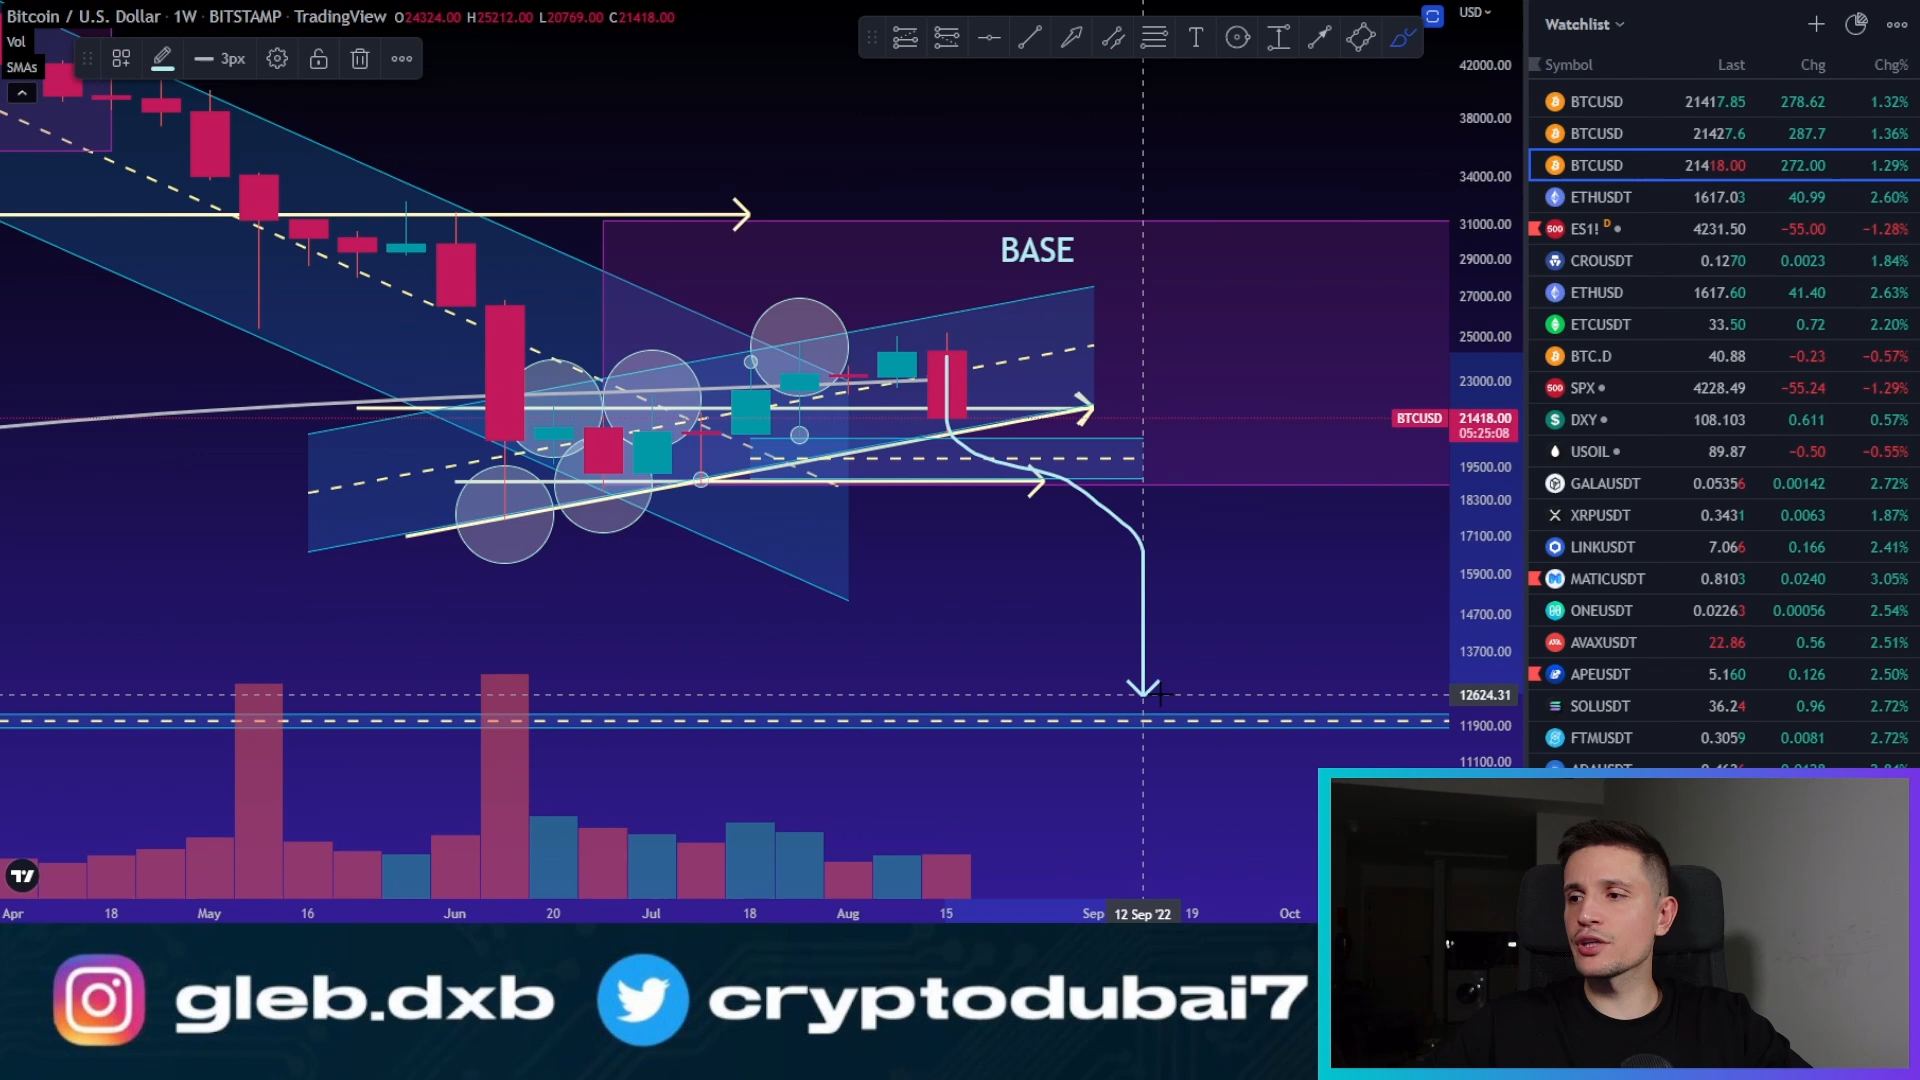 Bitcoin / U.S. Dollar · 1W · BITSTAMP · TradingView O24324.00 H25212.00 L20769.00 C21418.00
Vol
SMAs
3px
T
USD
BASE
42000.00
38000.00
34000.00
31000.00
29000.00
27000.00
25000.00
23000.00
BTCUSD 21418.00
05:25:08
19500.00
18300.00
17100.00
15900.00
14700.00
13700.00
12624.31
11900.00
11100.00
Apr 18 May 16 Jun 20 Jul 18 Aug 15 Sep 12 Sep '22 19 Oct
Watchlist
Symbol Last Chg Chg%
BTCUSD 21417.85 278.62 1.32%
BTCUSD 21427.6 287.7 1.36%
BTCUSD 21418.00 272.00 1.29%
ETHUSDT 1617.03 40.99 2.60%
500 ES1! D 4231.50 −55.00 −1.28%
CROUSDT 0.1270 0.0023 1.84%
ETHUSD 1617.60 41.40 2.63%
ETCUSDT 33.50 0.72 2.20%
BTC.D 40.88 −0.23 −0.57%
500 SPX 4228.49 −55.24 −1.29%
$ DXY 108.103 0.611 0.57%
USOIL 89.87 −0.50 −0.55%
GALAUSDT 0.05356 0.00142 2.72%
XRPUSDT 0.3431 0.0063 1.87%
LINKUSDT 7.066 0.166 2.41%
MATICUSDT 0.8103 0.0240 3.05%
ONEUSDT 0.02263 0.00056 2.54%
AVAXUSDT 22.86 0.56 2.51%
APEUSDT 5.160 0.126 2.50%
SOLUSDT 36.24 0.96 2.72%
FTMUSDT 0.3059 0.0081 2.72%
gleb.dxb cryptodubai7